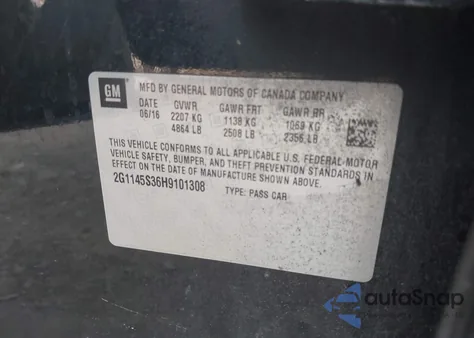 GM
MFD BY GENERAL MOTORS OF CANADA COMPANY
DATE GVWR GAWR FRT GAWR RR
06/16 2207 KG 1138 KG 1069 KG
4864 LB 2508 LB 2356 LB
THIS VEHICLE CONFORMS TO ALL APPLICABLE U.S. FEDERAL MOTOR
VEHICLE SAFETY, BUMPER, AND THEFT PREVENTION STANDARDS IN
EFFECT ON THE DATE OF MANUFACTURE SHOWN ABOVE.
2G1145S36H9101308 TYPE: PASS CAR
autoSnap